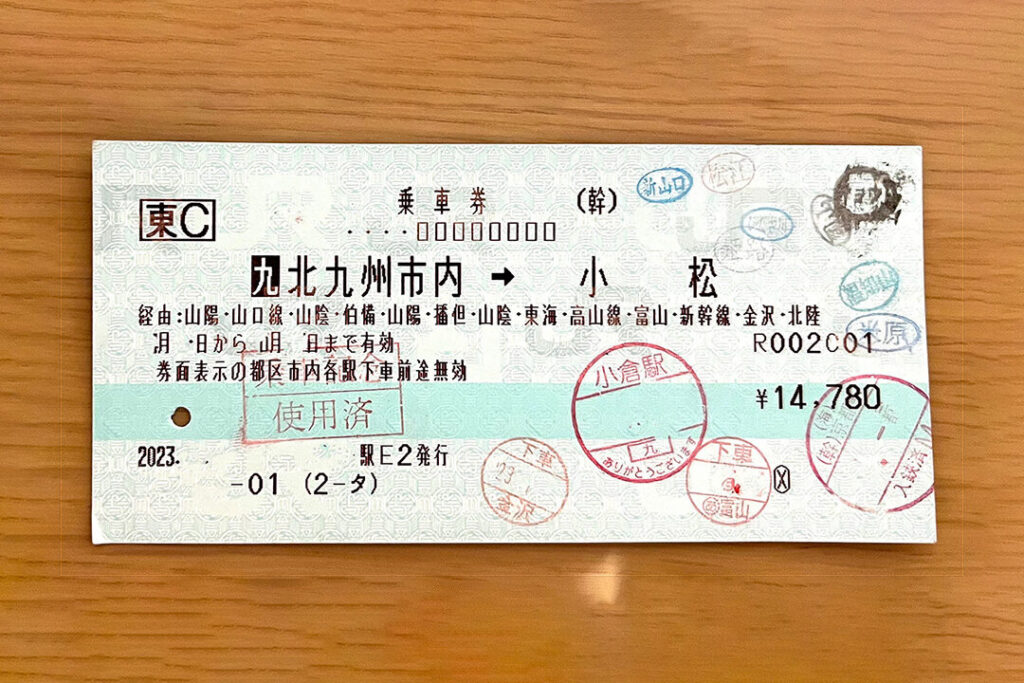 東C
乗車券
(幹)
九 北九州市内 → 小松
経由:山陽・山口線・山陰・伯備・山陽・播但・山陰・東海・高山線・富山・新幹線・金沢・北陸
月 日から 月 日まで有効
R002C01
券面表示の都区市内各駅下車前途無効
¥14,780
2023.
駅E2発行
-01 (2-タ)
新山口
松江
米原
使用済
小倉駅
九
ありがとうございます
下車
金沢
下車
富山
入鋏済